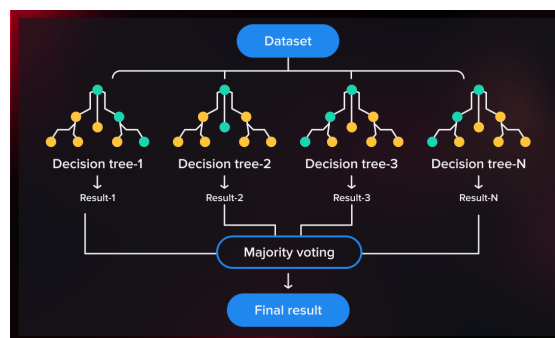 Dataset
Decision tree-1
Decision tree-2
Decision tree-3
Decision tree-N
Result-1
Result-2
Result-3
Result-N
Majority voting
Final result